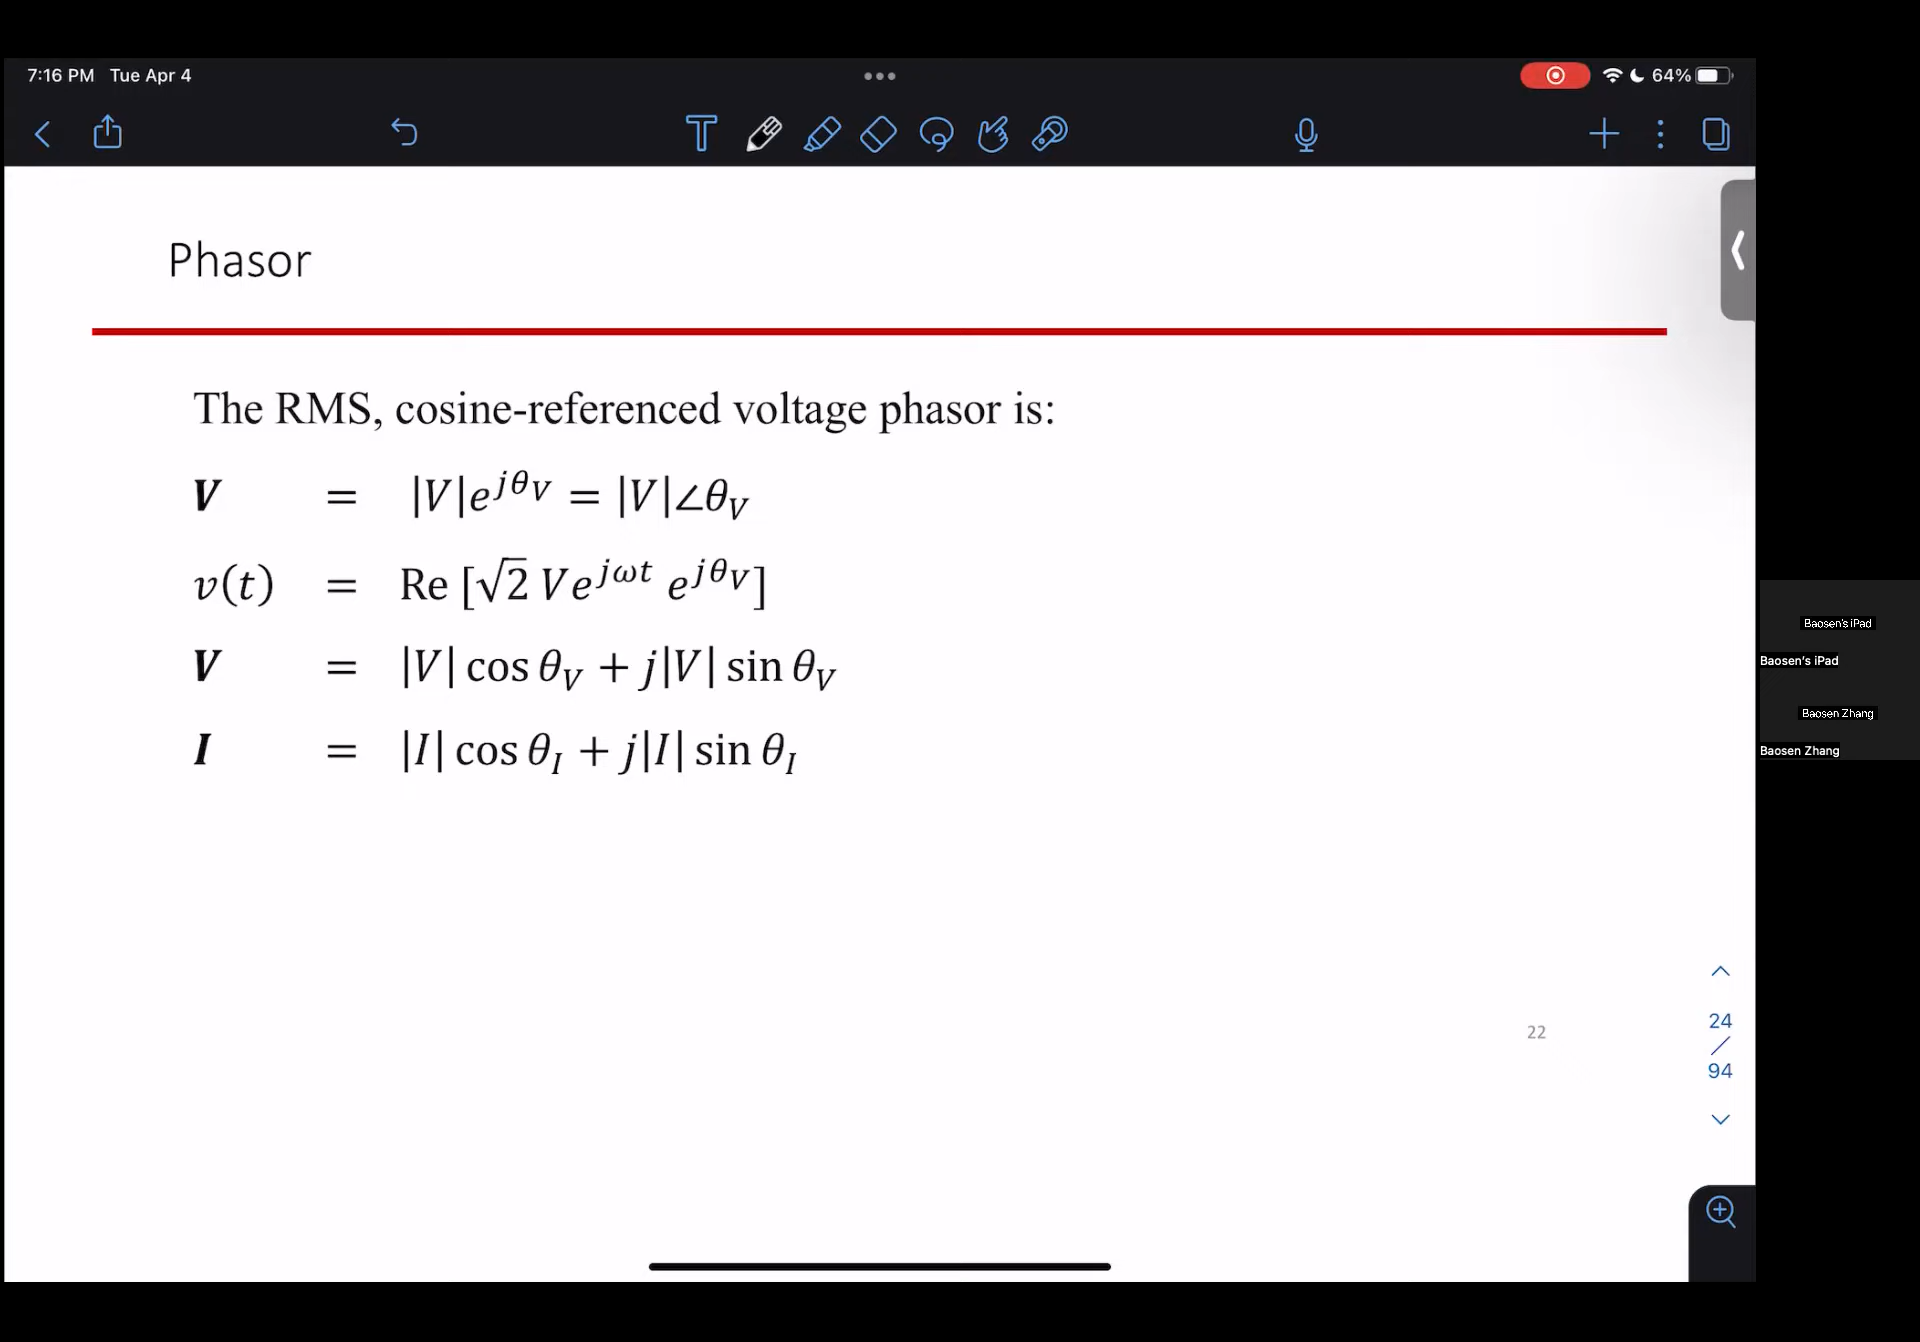 7:16 PM Tue Apr 4
64%
Phasor
The RMS, cosine-referenced voltage phasor is:
V = |V|e^{jθ_V} = |V|∠θ_V
v(t) = Re [√2 Ve^{jωt} e^{jθ_V}]
V = |V| cos θ_V + j|V| sin θ_V
I = |I| cos θ_I + j|I| sin θ_I
22
24
/
94
Baosen's iPad
Baosen's iPad
Baosen Zhang
Baosen Zhang